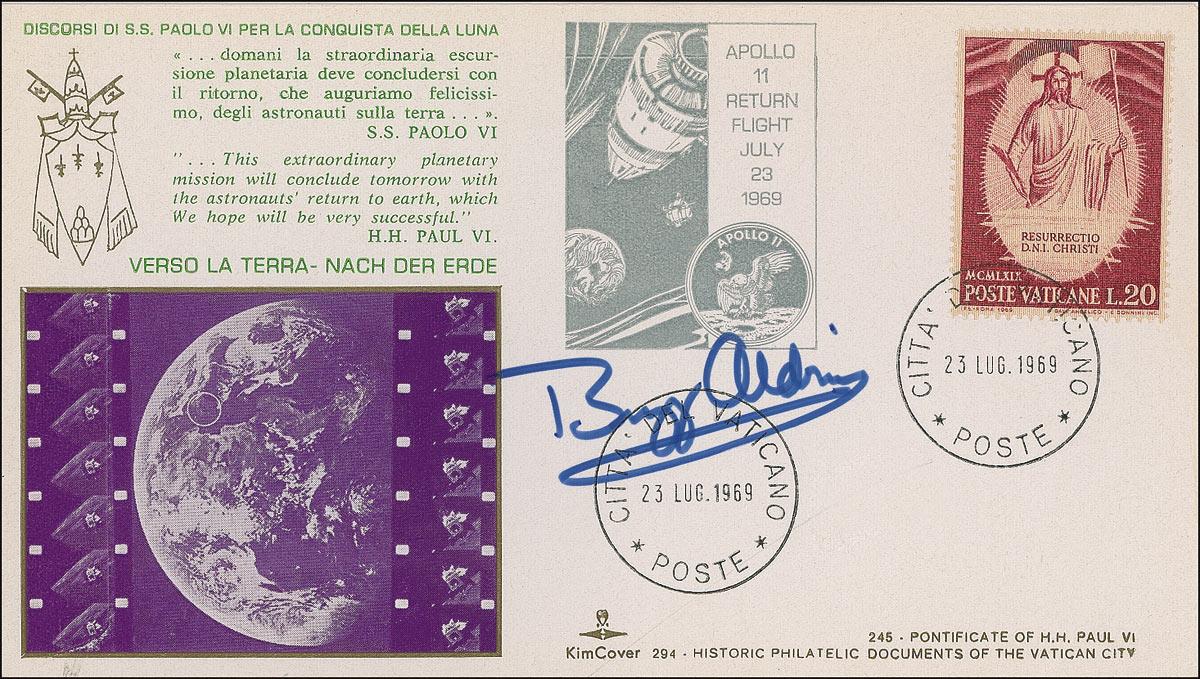 DISCORSI DI S.S. PAOLO VI PER LA CONQUISTA DELLA LUNA
« . . . domani la straordinaria escur-
sione planetaria deve concludersi con
il ritorno, che auguriamo felicissi-
mo, degli astronauti sulla terra . . . ».
S.S. PAOLO VI
". . . This extraordinary planetary
mission will conclude tomorrow with
the astronauts' return to earth, which
We hope will be very successful."
H.H. PAUL VI.
VERSO LA TERRA- NACH DER ERDE
APOLLO
11
RETURN
FLIGHT
JULY
23
1969
APOLLO 11
RESURRECTIO
D.N.I. CHRISTI
MCMLXIX
POSTE VATICANE L.20
CITTA' DEL VATICANO
23 LUG. 1969
* POSTE *
Buzz Aldrin
CITTA' DEL VATICANO
23 LUG. 1969
* POSTE *
245 - PONTIFICATE OF H.H. PAUL VI
KimCover 294 - HISTORIC PHILATELIC DOCUMENTS OF THE VATICAN CITY